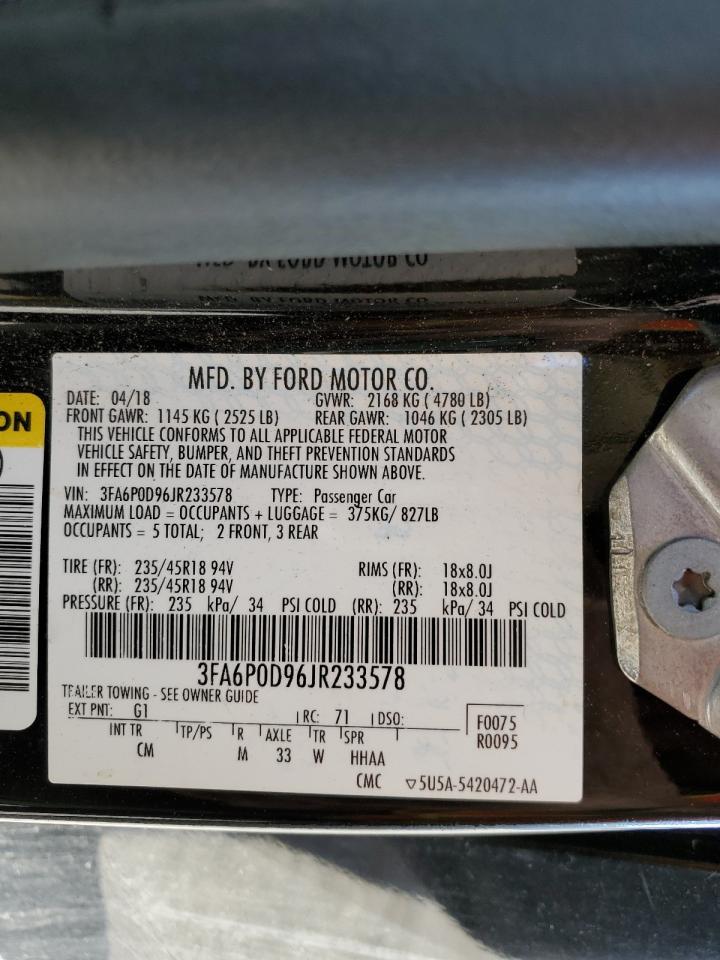 MFD. BY FORD MOTOR CO
ON
MFD. BY FORD MOTOR CO.
DATE: 04/18 GVWR: 2168 KG ( 4780 LB)
FRONT GAWR: 1145 KG ( 2525 LB) REAR GAWR: 1046 KG ( 2305 LB)
THIS VEHICLE CONFORMS TO ALL APPLICABLE FEDERAL MOTOR
VEHICLE SAFETY, BUMPER, AND THEFT PREVENTION STANDARDS
IN EFFECT ON THE DATE OF MANUFACTURE SHOWN ABOVE.
VIN: 3FA6P0D96JR233578 TYPE: Passenger Car
MAXIMUM LOAD = OCCUPANTS + LUGGAGE = 375KG/ 827LB
OCCUPANTS = 5 TOTAL; 2 FRONT, 3 REAR
TIRE (FR): 235/45R18 94V RIMS (FR): 18x8.0J
(RR): 235/45R18 94V (RR): 18x8.0J
PRESSURE (FR): 235 kPa/ 34 PSI COLD (RR): 235 kPa/ 34 PSI COLD
3FA6P0D96JR233578
TRAILER TOWING - SEE OWNER GUIDE
EXT PNT: G1 RC: 71 DSO: F0075
INT TR TP/PS R AXLE TR SPR R0095
CM M 33 W HHAA
CMC ▽5U5A-5420472-AA